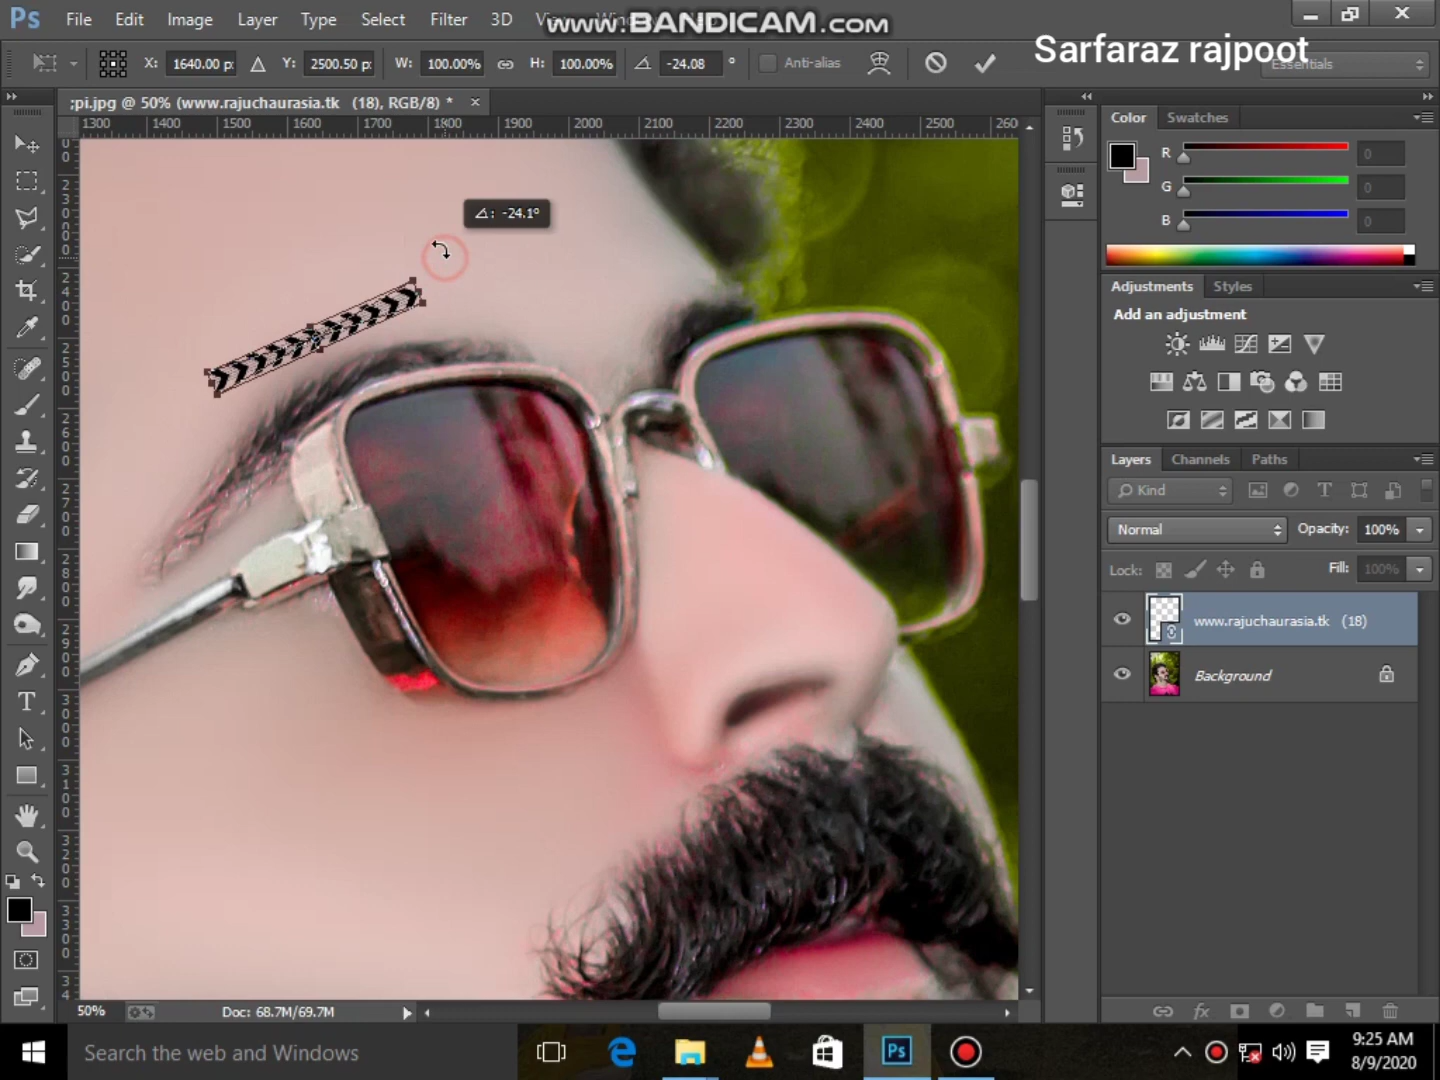 Ps File Edit Image Layer Type Select Filter 3D
www.BANDICAM.com
Sarfaraz rajpoot
X: 1640.00 p: Y: 2500.50 p: W: 100.00% H: 100.00% -24.08 ° Anti-alias Essentials
;pi.jpg @ 50% (www.rajuchaurasia.tk (18), RGB/8) * ×
1300 1400 1500 1600 1700 1800 1900 2000 2100 2200 2300 2400 2500 2600
-24.1°
Color Swatches
R 0
G 0
B 0
Adjustments Styles
Add an adjustment
Layers Channels Paths
Kind
Normal Opacity: 100%
Lock: Fill: 100%
www.rajuchaurasia.tk (18)
Background
50% Doc: 68.7M/69.7M
Search the web and Windows
Ps
9:25 AM
8/9/2020